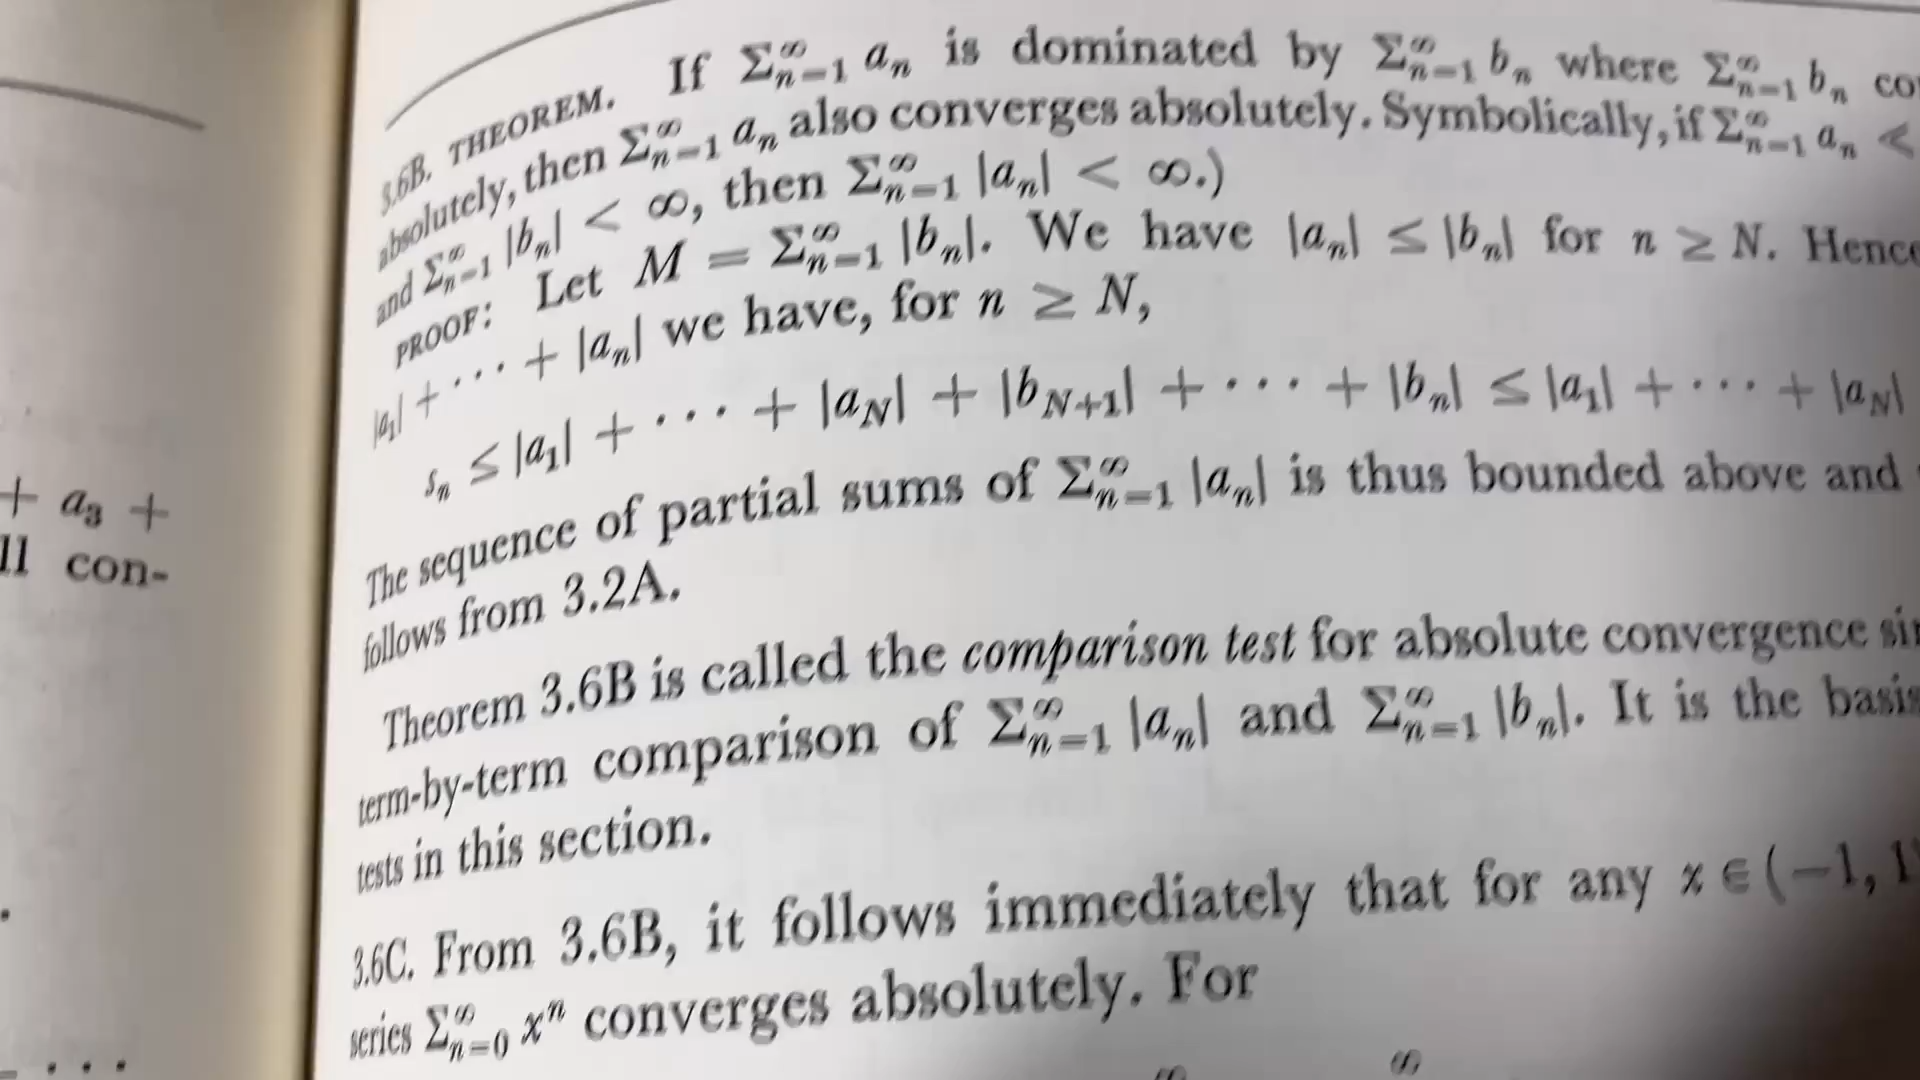 + a₃ +
ll con-
3.6B. THEOREM. If Σ∞n=1 aₙ is dominated by Σ∞n=1 bₙ where Σ∞n=1 bₙ co
absolutely, then Σ∞n=1 aₙ also converges absolutely. Symbolically, if Σ∞n=1 aₙ <
and Σ∞n=1 |bₙ| < ∞, then Σ∞n=1 |aₙ| < ∞.)
PROOF: Let M = Σ∞n=1 |bₙ|. We have |aₙ| ≤ |bₙ| for n ≥ N. Hence
|a₁| + ··· + |aₙ| we have, for n ≥ N,
sₙ ≤ |a₁| + ··· + |a_N| + |b_N+1| + ··· + |bₙ| ≤ |a₁| + ··· + |a_N|
The sequence of partial sums of Σ∞n=1 |aₙ| is thus bounded above and
follows from 3.2A.
Theorem 3.6B is called the comparison test for absolute convergence sin
term-by-term comparison of Σ∞n=1 |aₙ| and Σ∞n=1 |bₙ|. It is the basis
tests in this section.
3.6C. From 3.6B, it follows immediately that for any x ∈ (−1, 1)
series Σ∞n=0 xⁿ converges absolutely. For
∞ ∞